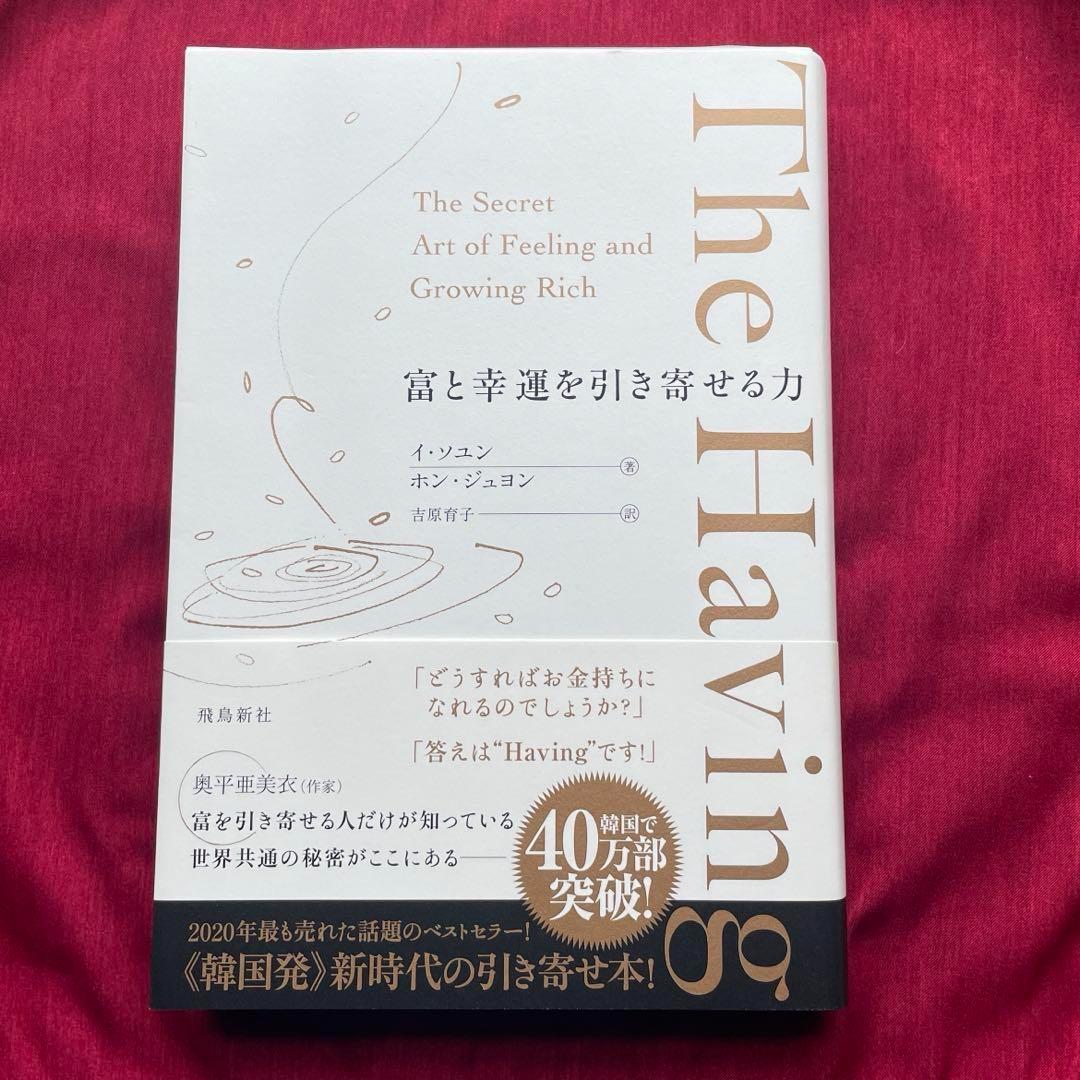 The Having
The Secret
Art of Feeling and
Growing Rich
富と幸運を引き寄せる力
イ・ソユン
ホン・ジュヨン
著
吉原育子 訳
「どうすればお金持ちに
なれるのでしょうか?」
「答えは“Having”です!」
飛鳥新社
奥平亜美衣(作家)
富を引き寄せる人だけが知っている
世界共通の秘密がここにある──
韓国で
40万部
突破!
2020年最も売れた話題のベストセラー!
《韓国発》新時代の引き寄せ本!